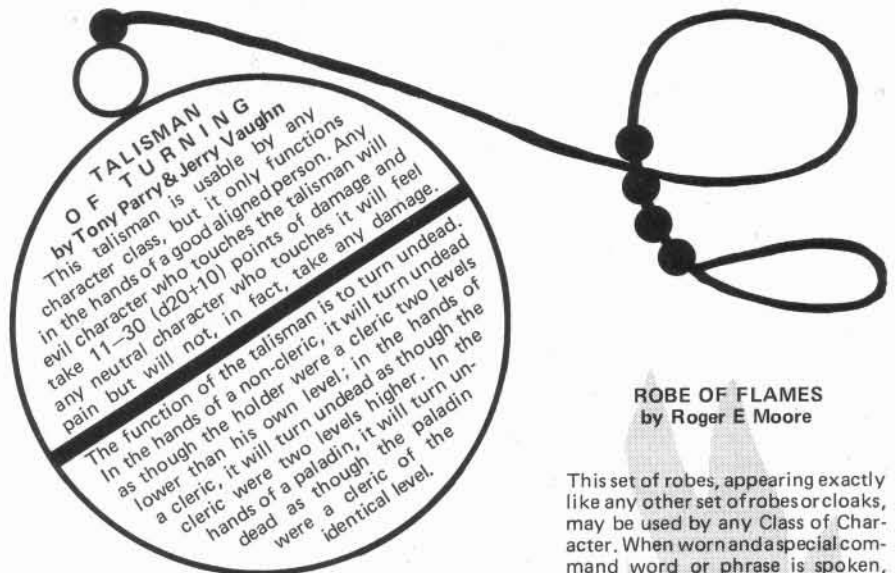 TALISMAN
OF TURNING
by Tony Parry & Jerry Vaughn
This talisman is usable by any
character class, but it only functions
in the hands of a good aligned person. Any
evil character who touches the talisman will
take 11–30 (d20+10) points of damage and
any neutral character who touches it will feel
pain but will not, in fact, take any damage.
The function of the talisman is to turn undead.
In the hands of a non-cleric, it will turn undead
as though the holder were a cleric two levels
lower than his own level; in the hands of
a cleric, it will turn undead as though the
cleric were two levels higher. In the
hands of a paladin, it will turn un-
dead as though the paladin
were a cleric of the
identical level.
ROBE OF FLAMES
by Roger E Moore
This set of robes, appearing exactly
like any other set of robes or cloaks,
may be used by any Class of Char-
acter. When worn and a special com-
mand word or phrase is spoken,